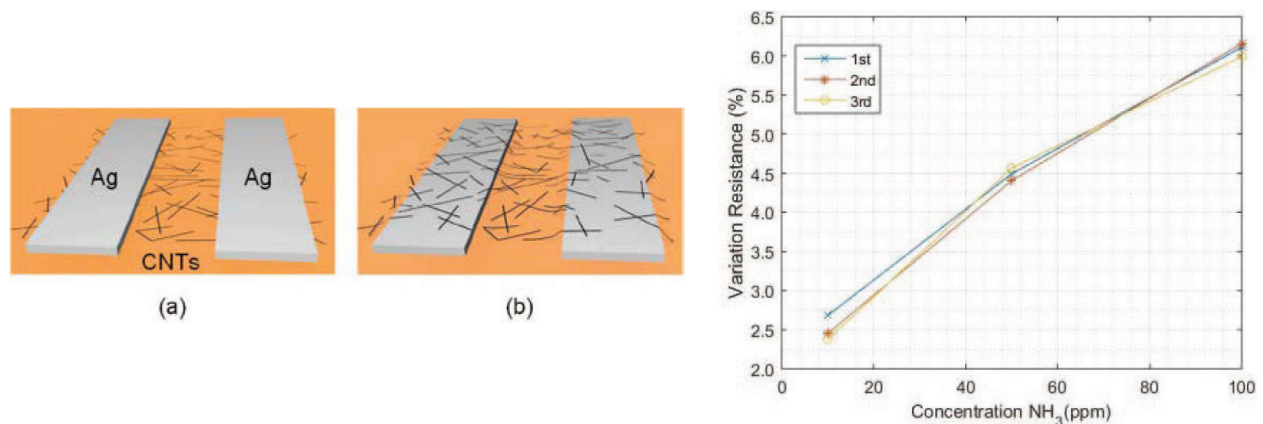 Ag
Ag
CNTs
(a)
(b)
6.5
6.0
5.5
5.0
4.5
4.0
3.5
3.0
2.5
2.0
Variation Resistance (%)
1st
2nd
3rd
0
20
40
60
80
100
Concentration NH3(ppm)